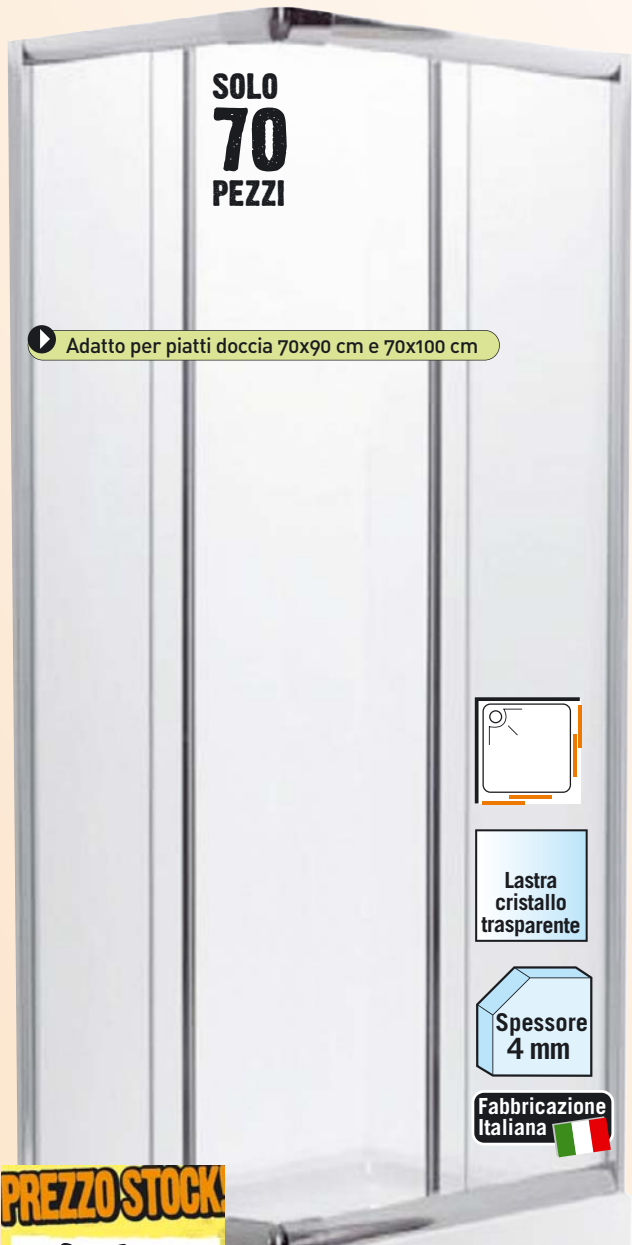 SOLO
70
PEZZI
Adatto per piatti doccia 70x90 cm e 70x100 cm
Lastra
cristallo
trasparente
Spessore
4 mm
Fabbricazione
Italiana
PREZZO STOCK!